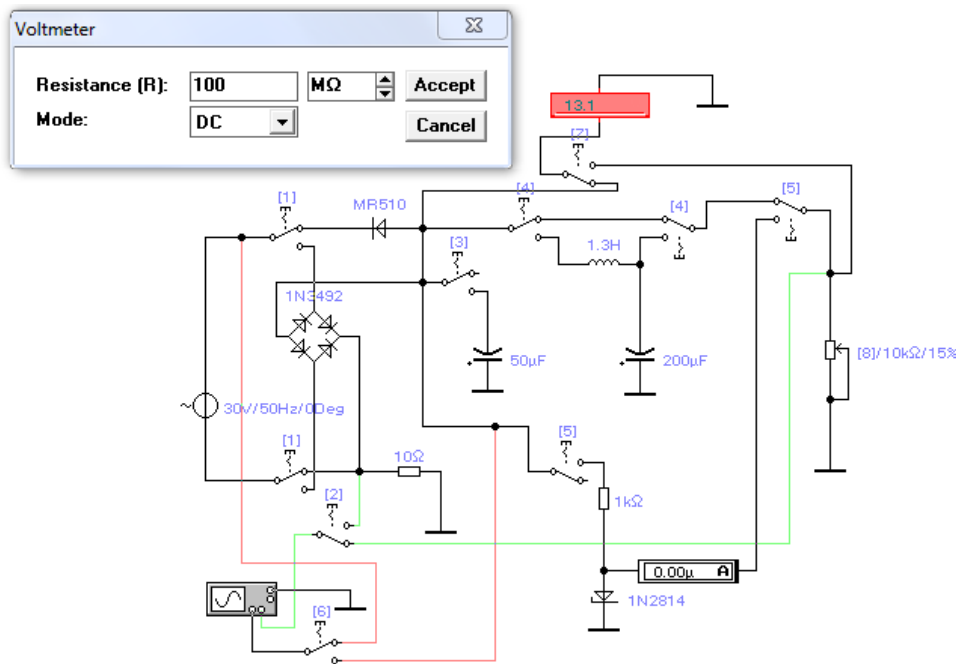 Voltmeter
Resistance (R): 100 MΩ Accept
Mode: DC Cancel
13.1
[7]
[1] MR510 [4] [4] [5]
[3] 1.3H
1N3492
50µF 200µF [8]/10kΩ/15%
~ 30V/50Hz/0Deg
[1] 10Ω [5]
[2] 1kΩ
0.00µ A
1N2814
[6]